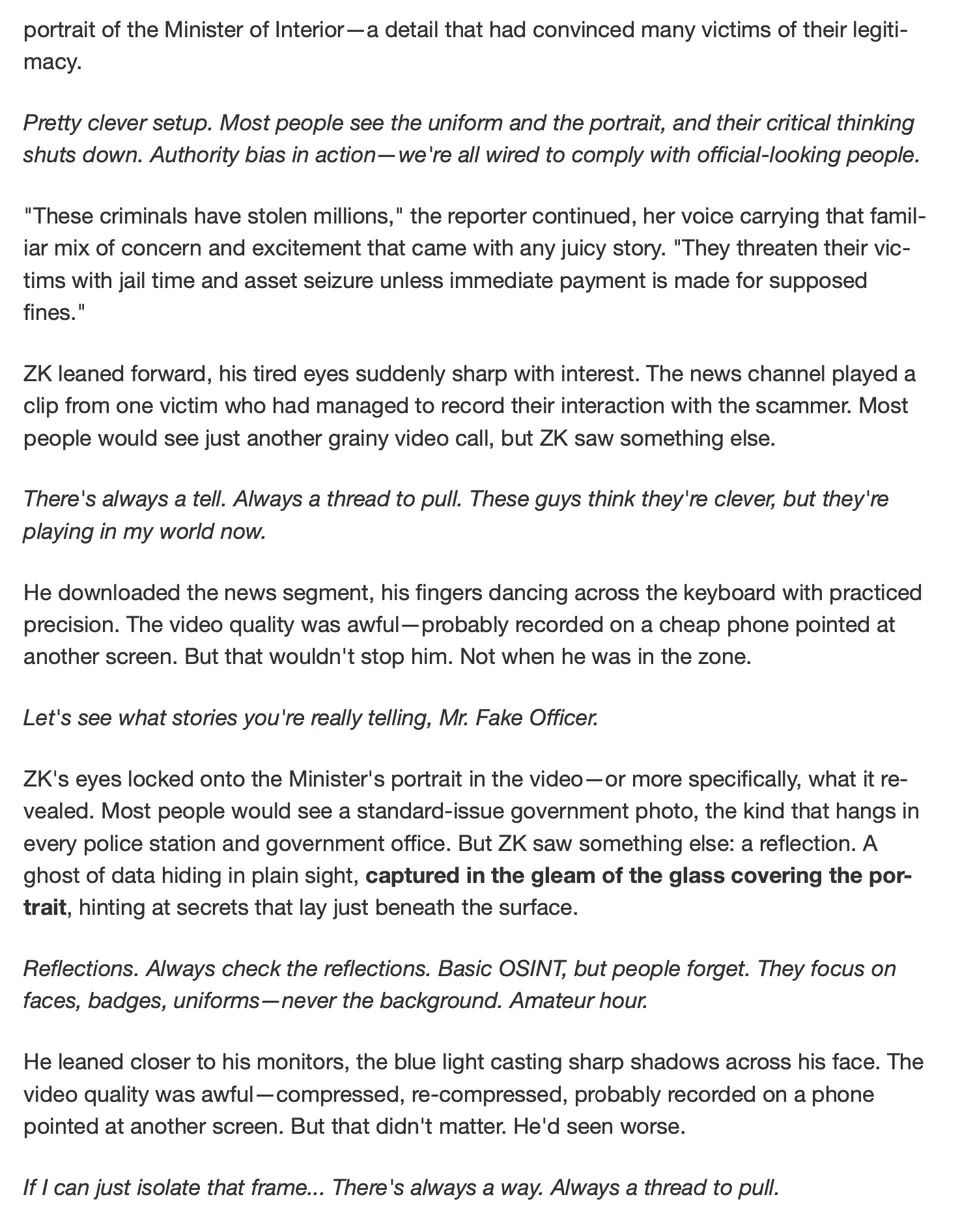 portrait of the Minister of Interior—a detail that had convinced many victims of their legiti-
macy.
Pretty clever setup. Most people see the uniform and the portrait, and their critical thinking
shuts down. Authority bias in action—we're all wired to comply with official-looking people.
"These criminals have stolen millions," the reporter continued, her voice carrying that famil-
iar mix of concern and excitement that came with any juicy story. "They threaten their vic-
tims with jail time and asset seizure unless immediate payment is made for supposed
fines."
ZK leaned forward, his tired eyes suddenly sharp with interest. The news channel played a
clip from one victim who had managed to record their interaction with the scammer. Most
people would see just another grainy video call, but ZK saw something else.
There's always a tell. Always a thread to pull. These guys think they're clever, but they're
playing in my world now.
He downloaded the news segment, his fingers dancing across the keyboard with practiced
precision. The video quality was awful—probably recorded on a cheap phone pointed at
another screen. But that wouldn't stop him. Not when he was in the zone.
Let's see what stories you're really telling, Mr. Fake Officer.
ZK's eyes locked onto the Minister's portrait in the video—or more specifically, what it re-
vealed. Most people would see a standard-issue government photo, the kind that hangs in
every police station and government office. But ZK saw something else: a reflection. A
ghost of data hiding in plain sight, captured in the gleam of the glass covering the por-
trait, hinting at secrets that lay just beneath the surface.
Reflections. Always check the reflections. Basic OSINT, but people forget. They focus on
faces, badges, uniforms—never the background. Amateur hour.
He leaned closer to his monitors, the blue light casting sharp shadows across his face. The
video quality was awful—compressed, re-compressed, probably recorded on a phone
pointed at another screen. But that didn't matter. He'd seen worse.
If I can just isolate that frame... There's always a way. Always a thread to pull.